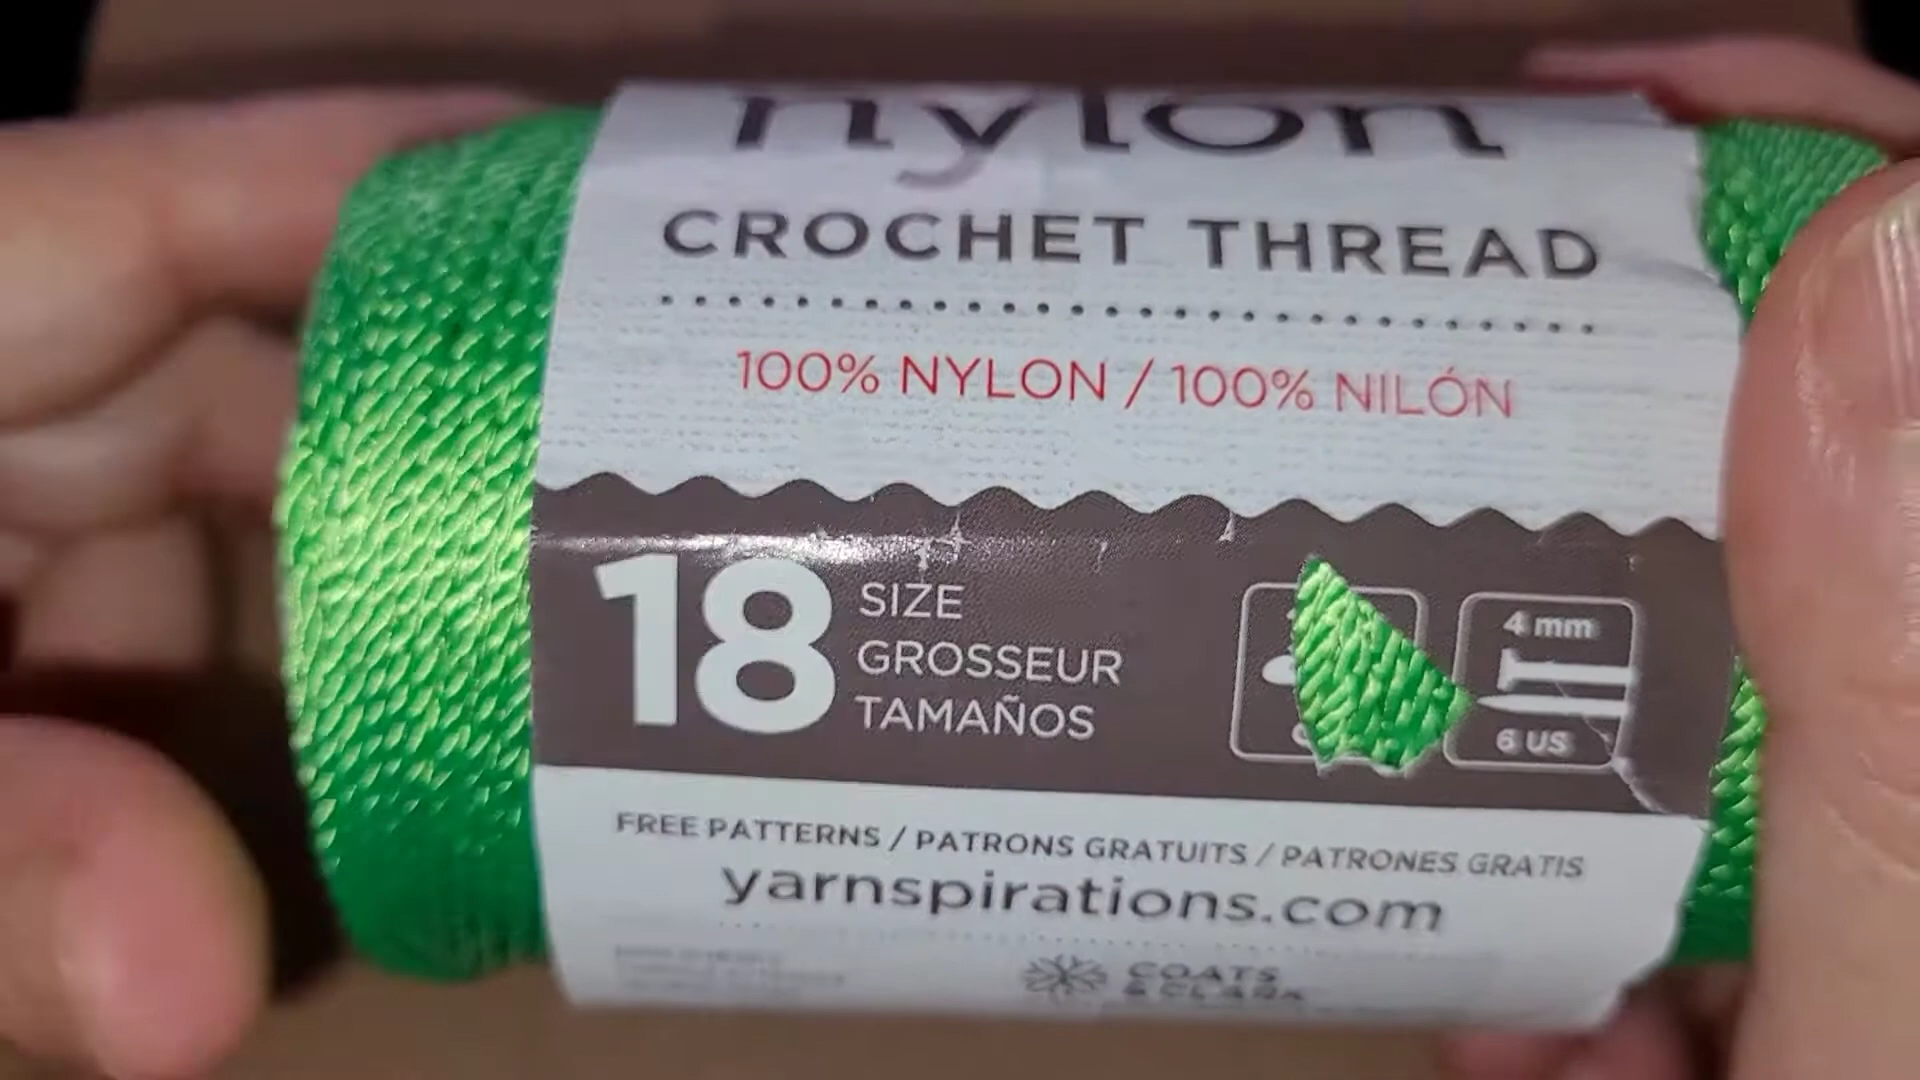 nylon
CROCHET THREAD
100% NYLON / 100% NILÓN
18 SIZE
GROSSEUR
TAMAÑOS
4 mm
6 US
FREE PATTERNS / PATRONS GRATUITS / PATRONES GRATIS
yarnspirations.com
COATS
& CLARK